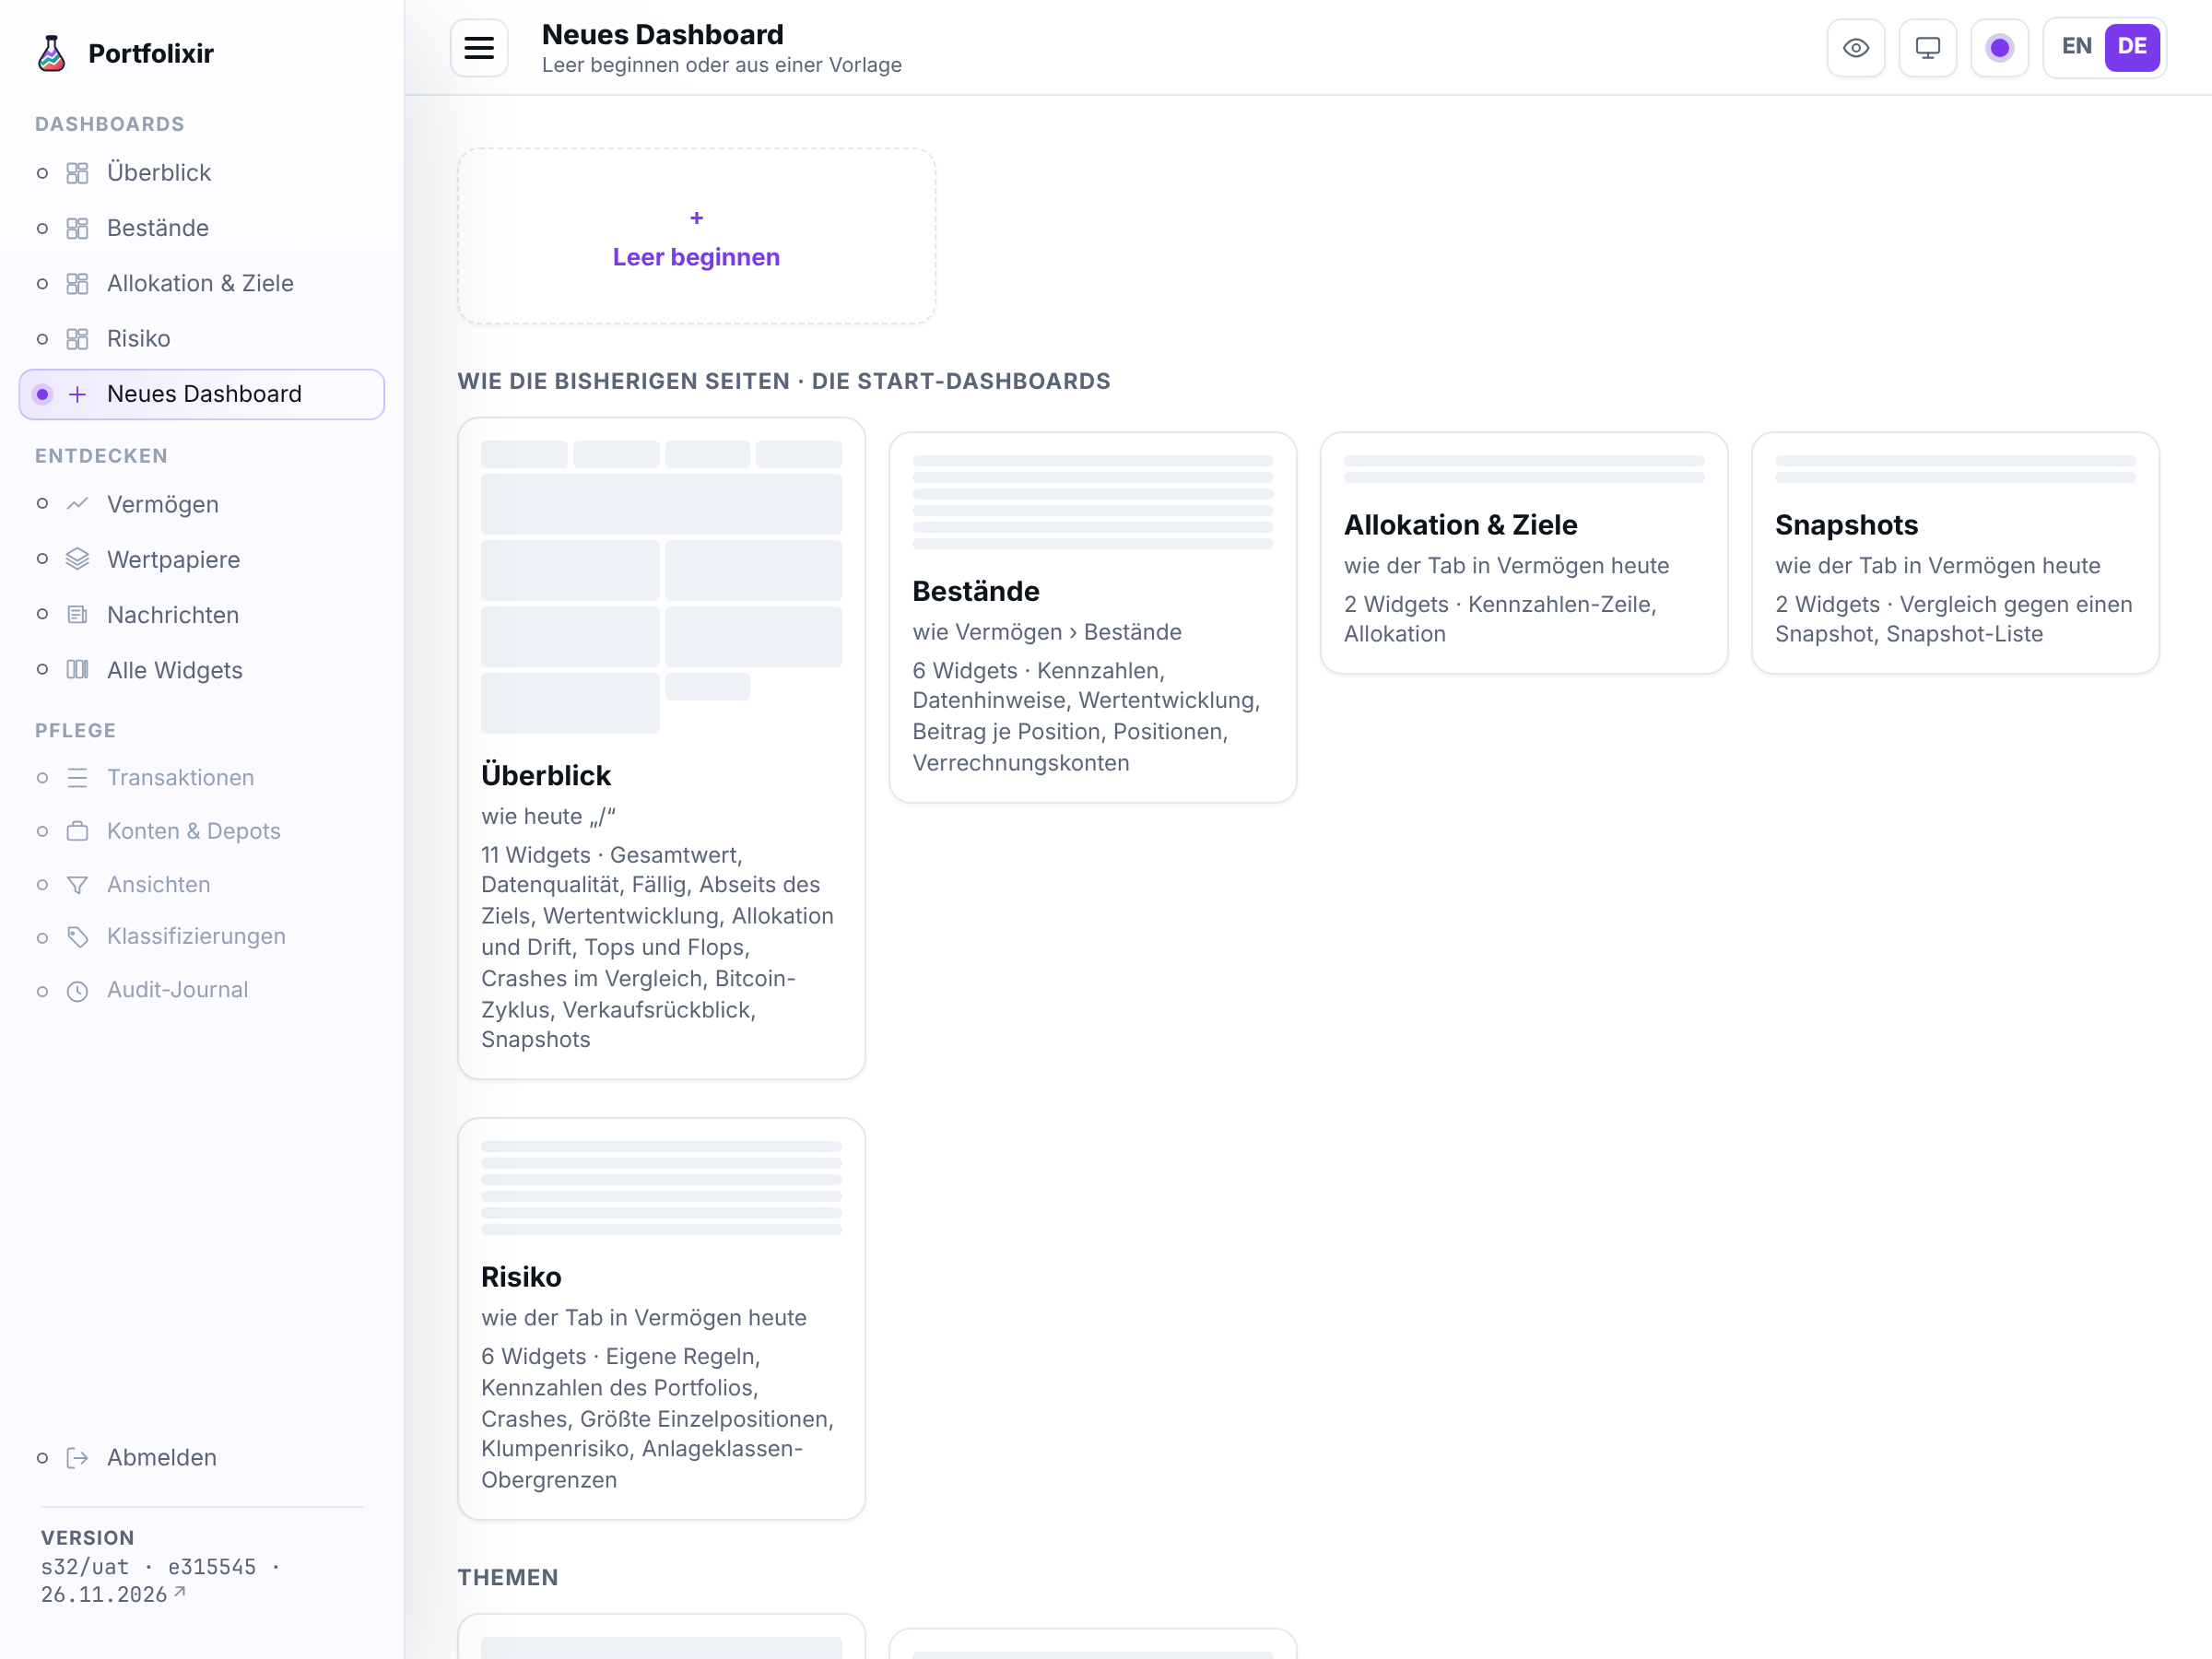 Portfolixir
DASHBOARDS
Überblick
Bestände
Allokation & Ziele
Risiko
Neues Dashboard
ENTDECKEN
Vermögen
Wertpapiere
Nachrichten
Alle Widgets
PFLEGE
Transaktionen
Konten & Depots
Ansichten
Klassifizierungen
Audit-Journal
Abmelden
VERSION
s32/uat · e315545 ·
26.11.2026
Neues Dashboard
Leer beginnen oder aus einer Vorlage
EN
DE
+
Leer beginnen
WIE DIE BISHERIGEN SEITEN · DIE START-DASHBOARDS
Überblick
wie heute „/“
11 Widgets · Gesamtwert,
Datenqualität, Fällig, Abseits des
Ziels, Wertentwicklung, Allokation
und Drift, Tops und Flops,
Crashes im Vergleich, Bitcoin-
Zyklus, Verkaufsrückblick,
Snapshots
Bestände
wie Vermögen › Bestände
6 Widgets · Kennzahlen,
Datenhinweise, Wertentwicklung,
Beitrag je Position, Positionen,
Verrechnungskonten
Allokation & Ziele
wie der Tab in Vermögen heute
2 Widgets · Kennzahlen-Zeile,
Allokation
Snapshots
wie der Tab in Vermögen heute
2 Widgets · Vergleich gegen einen
Snapshot, Snapshot-Liste
Risiko
wie der Tab in Vermögen heute
6 Widgets · Eigene Regeln,
Kennzahlen des Portfolios,
Crashes, Größte Einzelpositionen,
Klumpenrisiko, Anlageklassen-
Obergrenzen
THEMEN